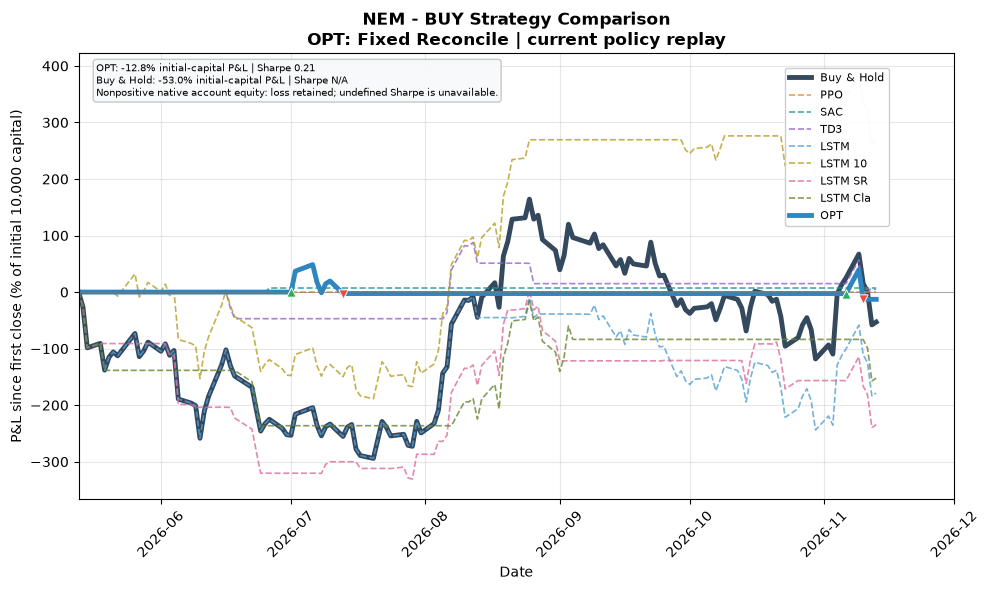 NEM - BUY Strategy Comparison
OPT: Fixed Reconcile | current policy replay
OPT: -12.8% initial-capital P&L | Sharpe 0.21
Buy & Hold: -53.0% initial-capital P&L | Sharpe N/A
Nonpositive native account equity: loss retained; undefined Sharpe is unavailable.
Buy & Hold
PPO
SAC
TD3
LSTM
LSTM 10
LSTM SR
LSTM Cla
OPT
P&L since first close (% of initial 10,000 capital)
400
300
200
100
0
−100
−200
−300
2026-06
2026-07
2026-08
2026-09
2026-10
2026-11
2026-12
Date